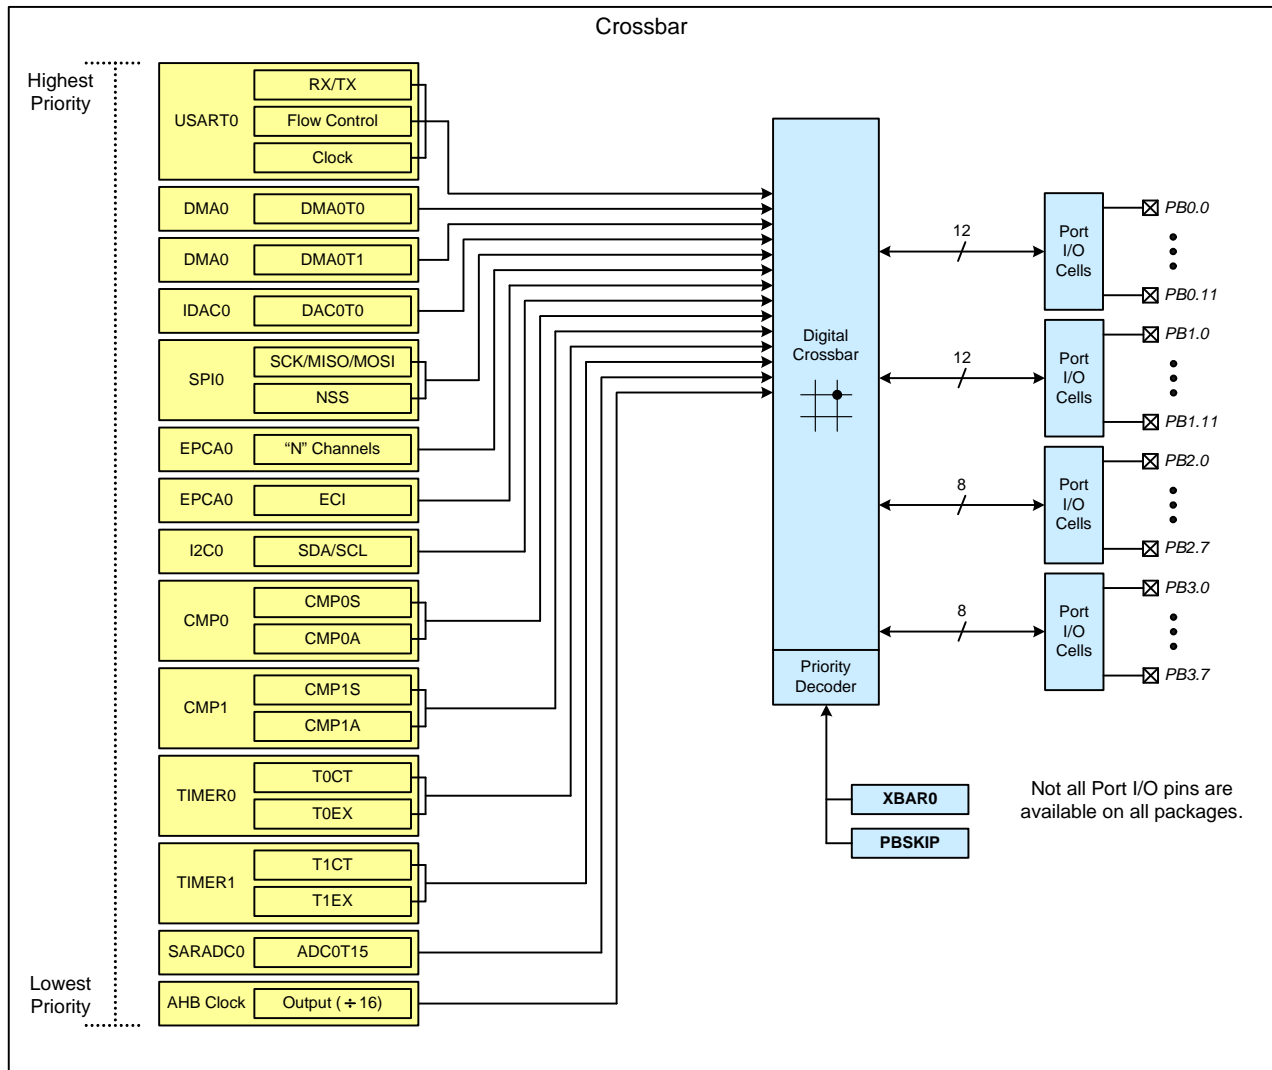 Crossbar
Highest
Priority
USART0
RX/TX
Flow Control
Clock
DMA0
DMA0T0
DMA0
DMA0T1
IDAC0
DAC0T0
SPI0
SCK/MISO/MOSI
NSS
EPCA0
“N” Channels
EPCA0
ECI
I2C0
SDA/SCL
CMP0
CMP0S
CMP0A
CMP1
CMP1S
CMP1A
TIMER0
T0CT
T0EX
TIMER1
T1CT
T1EX
SARADC0
ADC0T15
Lowest
Priority
AHB Clock
Output (÷16)
Digital
Crossbar
Priority
Decoder
XBAR0
PBSKIP
12
Port
I/O
Cells
PB0.0
PB0.11
12
Port
I/O
Cells
PB1.0
PB1.11
8
Port
I/O
Cells
PB2.0
PB2.7
8
Port
I/O
Cells
PB3.0
PB3.7
Not all Port I/O pins are
available on all packages.